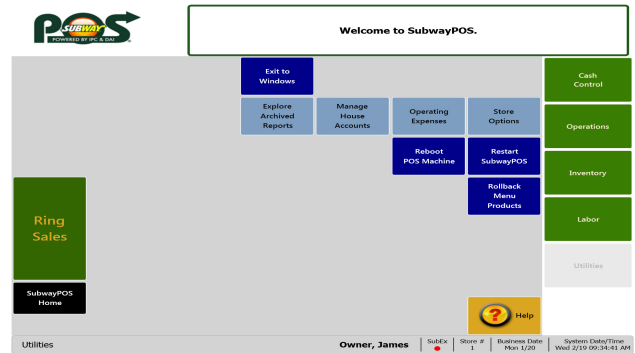 POS
SUBWAY
POWERED BY IPC & DAI
Welcome to SubwayPOS.
Exit to
Windows
Cash
Control
Explore
Archived
Reports
Manage
House
Accounts
Operating
Expenses
Store
Options
Operations
Reboot
POS Machine
Restart
SubwayPOS
Inventory
Rollback
Menu
Products
Ring
Sales
Labor
Utilities
SubwayPOS
Home
? Help
Utilities
Owner, James
SubEx
Store #
1
Business Date
Mon 1/20
System Date/Time
Wed 2/19 09:34:41 AM